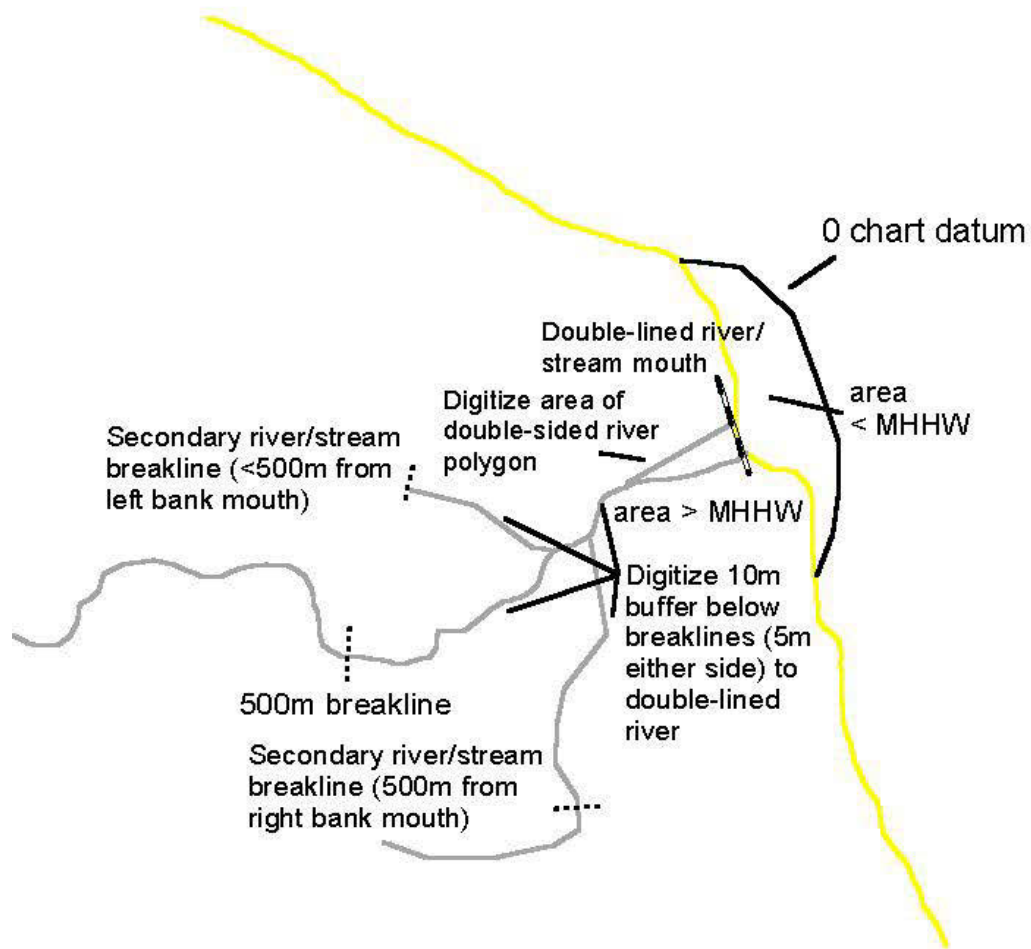 0 chart datum
Double-lined river/
stream mouth
area
< MHHW
Digitize area of
double-sided river
polygon
Secondary river/stream
breakline (<500m from
left bank mouth)
area > MHHW
Digitize 10m
buffer below
breaklines (5m
either side) to
double-lined
river
500m breakline
Secondary river/stream
breakline (500m from
right bank mouth)